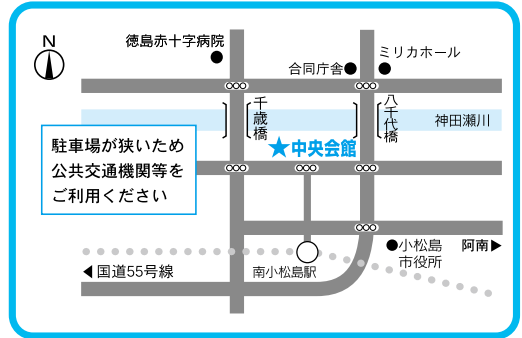 N
徳島赤十字病院
合同庁舎
ミリカホール
千歳橋
八千代橋
神田瀬川
★中央会館
駐車場が狭いため
公共交通機関等を
ご利用ください
小松島
市役所
阿南▶
◀国道55号線
南小松島駅